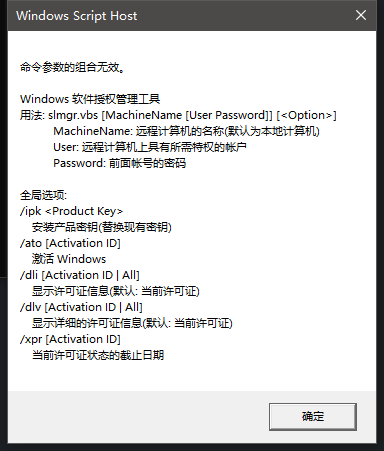 Windows Script Host
命令参数的组合无效。
Windows 软件授权管理工具
用法: slmgr.vbs [MachineName [User Password]] [<Option>]
MachineName: 远程计算机的名称(默认为本地计算机)
User: 远程计算机上具有所需特权的帐户
Password: 前面帐号的密码
全局选项:
/ipk <Product Key>
安装产品密钥(替换现有密钥)
/ato [Activation ID]
激活 Windows
/dli [Activation ID | All]
显示许可证信息(默认: 当前许可证)
/dlv [Activation ID | All]
显示详细的许可证信息(默认: 当前许可证)
/xpr [Activation ID]
当前许可证状态的截止日期
确定